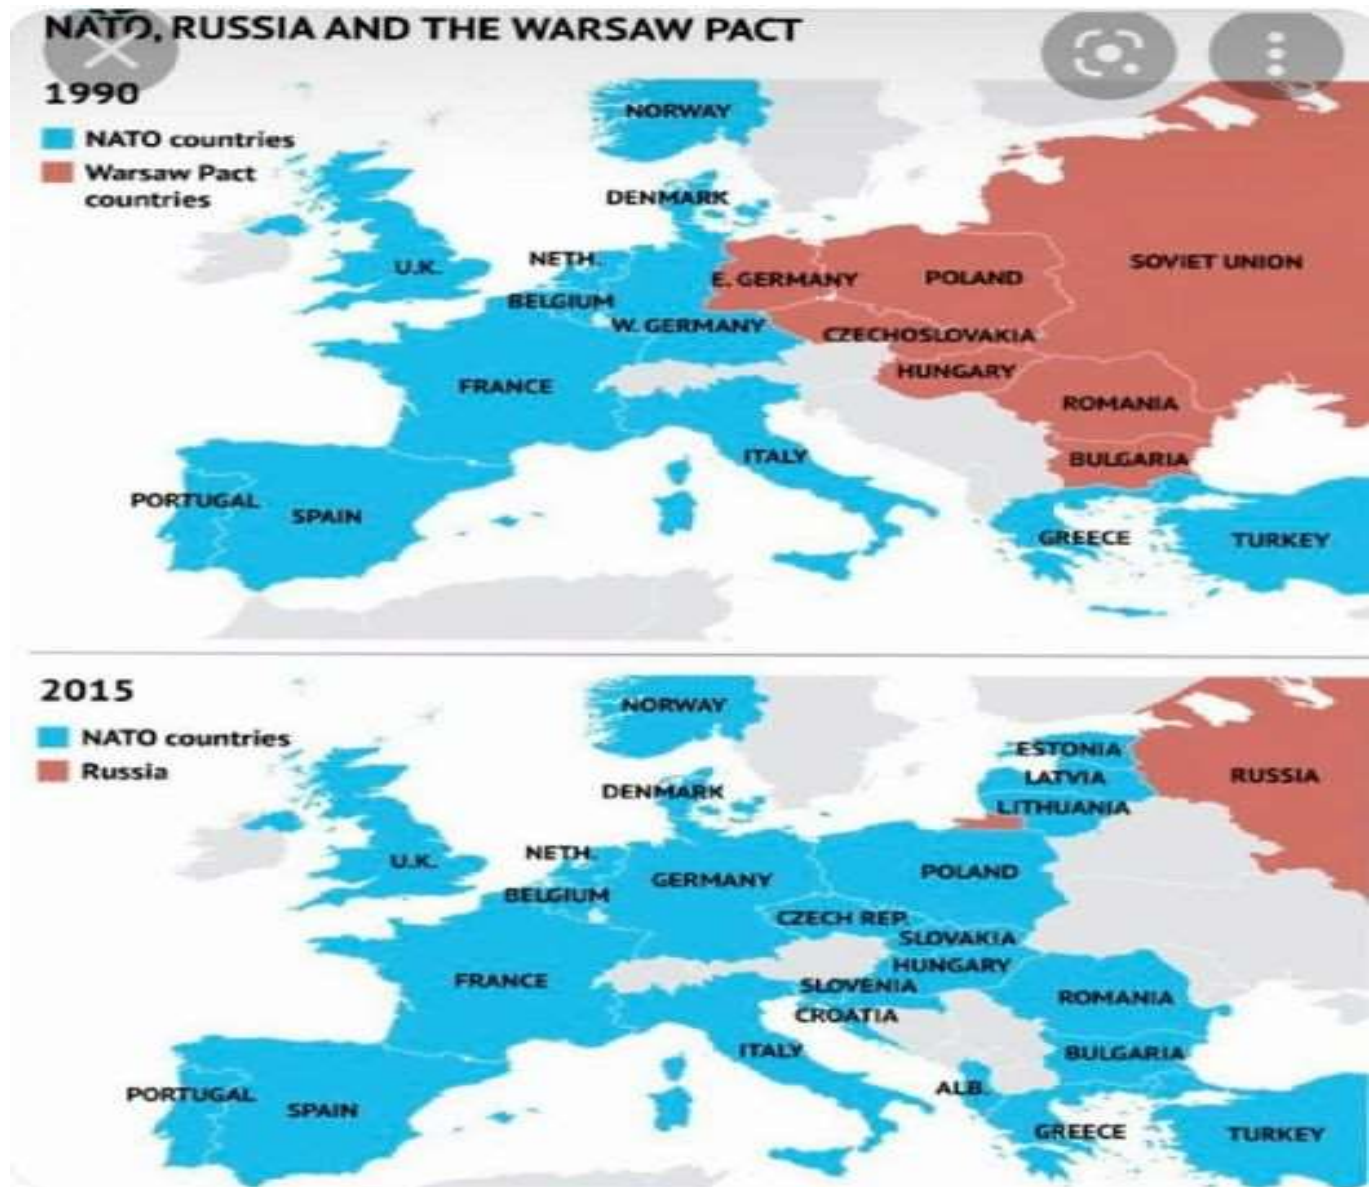 NATO, RUSSIA AND THE WARSAW PACT
1990
NATO countries
Warsaw Pact
countries
NORWAY
DENMARK
NETH.
U.K.
BELGIUM
E. GERMANY
POLAND
SOVIET UNION
W. GERMANY
CZECHOSLOVAKIA
HUNGARY
FRANCE
ROMANIA
ITALY
BULGARIA
PORTUGAL
SPAIN
GREECE
TURKEY
2015
NATO countries
Russia
NORWAY
ESTONIA
LATVIA
RUSSIA
DENMARK
LITHUANIA
NETH.
U.K.
GERMANY
POLAND
BELGIUM
CZECH REP.
SLOVAKIA
HUNGARY
FRANCE
SLOVENIA
ROMANIA
CROATIA
ITALY
BULGARIA
ALB.
PORTUGAL
SPAIN
GREECE
TURKEY